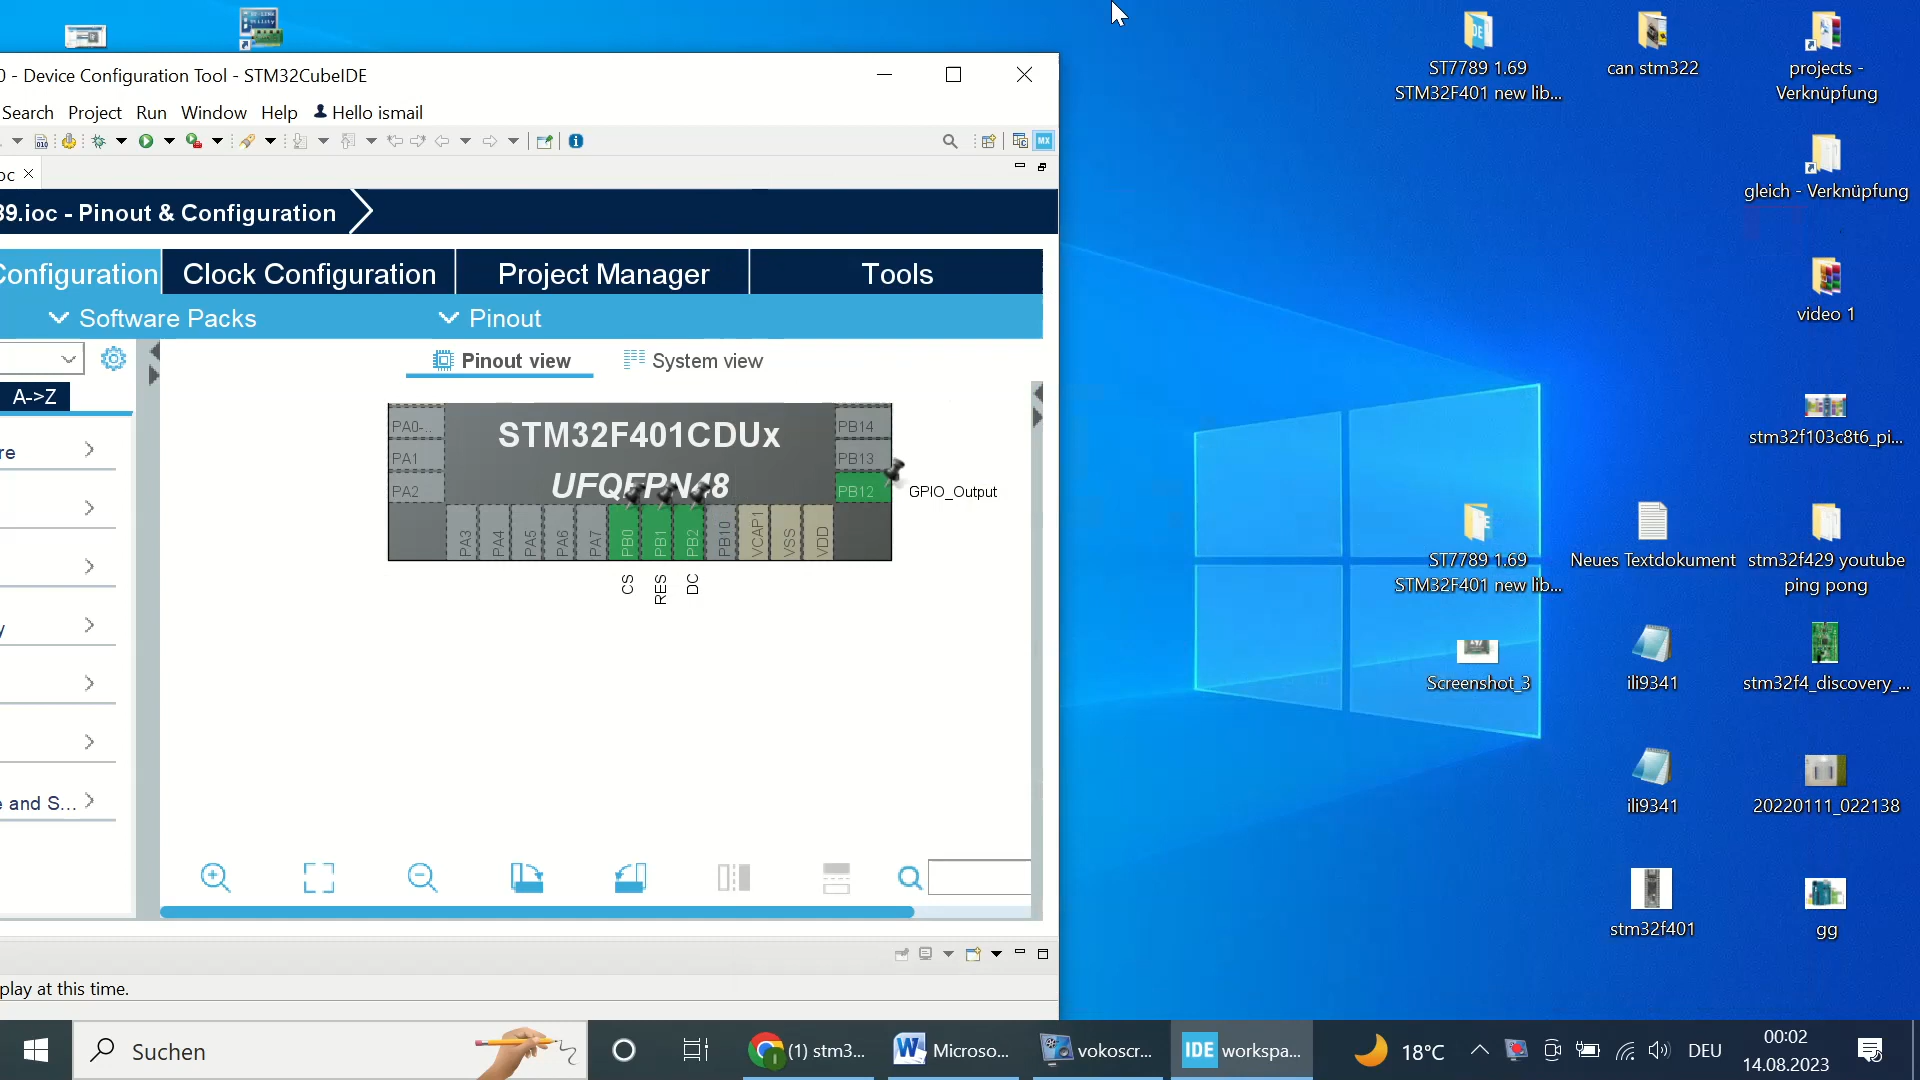 0 - Device Configuration Tool - STM32CubeIDE
Search Project Run Window Help Hello ismail
oc
39.ioc - Pinout & Configuration
Configuration Clock Configuration Project Manager Tools
Software Packs Pinout
Pinout view System view
A->Z
re
y
e and S...
PA0-..
PA1
PA2
STM32F401CDUx
UFQFPN48
PB14
PB13
PB12
GPIO_Output
PA3 PA4 PA5 PA6 PA7 PB0 PB1 PB2 PB10 VCAP1 VSS VDD
CS RES DC
play at this time.
ST7789 1.69
STM32F401 new lib...
can stm322
projects -
Verknüpfung
gleich - Verknüpfung
video 1
stm32f103c8t6_pi...
ST7789 1.69
STM32F401 new lib...
Neues Textdokument
stm32f429 youtube
ping pong
Screenshot_3
ili9341
stm32f4_discovery_...
ili9341
20220111_022138
stm32f401
gg
Suchen
(1) stm3...
Microso...
vokoscr...
IDE workspa...
18°C
DEU
00:02
14.08.2023